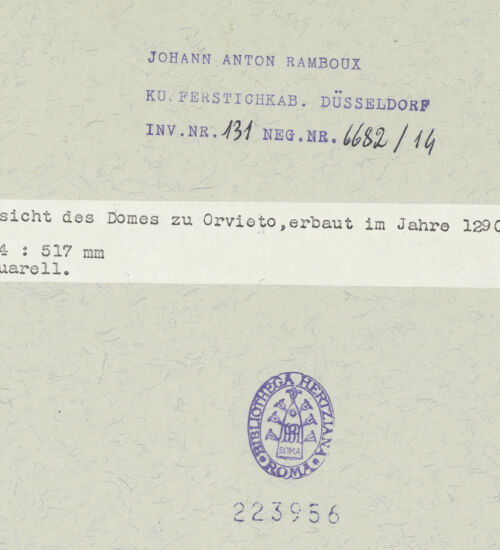 JOHANN ANTON RAMBOUX
KU.FERSTICHKAB. DÜSSELDORF
INV.NR. 131 NEG.NR. 6682/14
sicht des Domes zu Orvieto,erbaut im Jahre 1290
4 : 517 mm
uarell.
BIBLIOTHECA HERTZIANA
ROMA
ROMA
223956